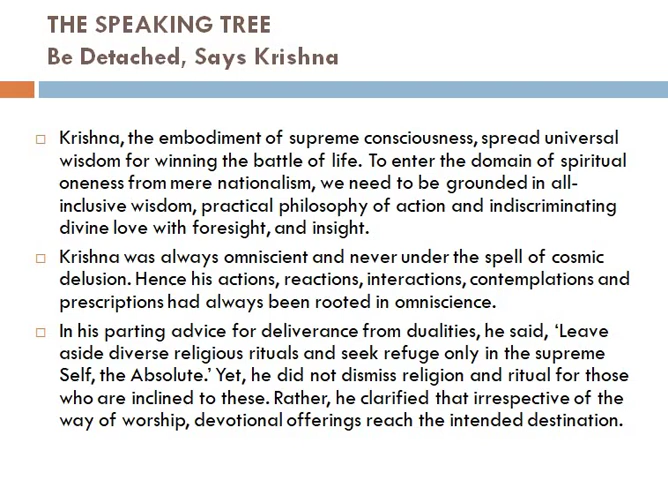 THE SPEAKING TREE
Be Detached, Says Krishna
Krishna, the embodiment of supreme consciousness, spread universal
wisdom for winning the battle of life. To enter the domain of spiritual
oneness from mere nationalism, we need to be grounded in all-
inclusive wisdom, practical philosophy of action and indiscriminating
divine love with foresight, and insight.
Krishna was always omniscient and never under the spell of cosmic
delusion. Hence his actions, reactions, interactions, contemplations and
prescriptions had always been rooted in omniscience.
In his parting advice for deliverance from dualities, he said, ‘Leave
aside diverse religious rituals and seek refuge only in the supreme
Self, the Absolute.’ Yet, he did not dismiss religion and ritual for those
who are inclined to these. Rather, he clarified that irrespective of the
way of worship, devotional offerings reach the intended destination.